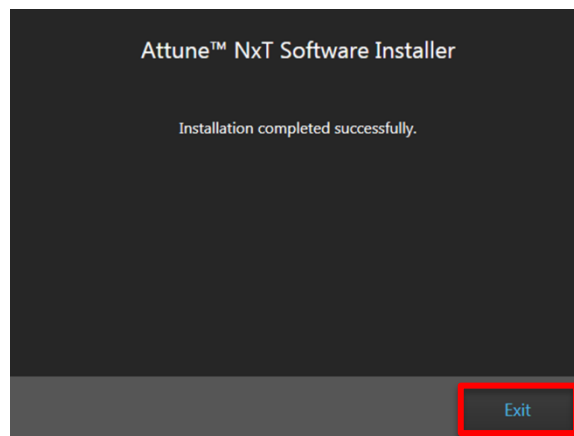 Attune™ NxT Software Installer
Installation completed successfully.
Exit